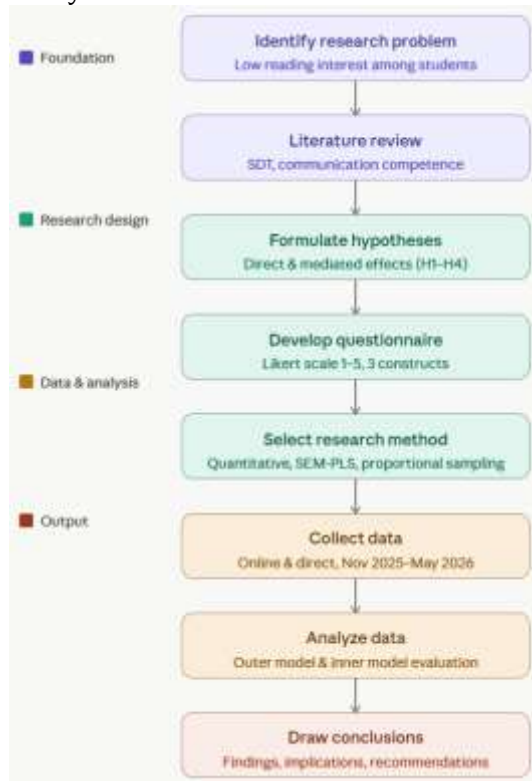 Foundation
Research design
Data & analysis
Output
Identify research problem
Low reading interest among students
Literature review
SDT, communication competence
Formulate hypotheses
Direct & mediated effects (H1–H4)
Develop questionnaire
Likert scale 1–5, 3 constructs
Select research method
Quantitative, SEM-PLS, proportional sampling
Collect data
Online & direct, Nov 2025–May 2026
Analyze data
Outer model & inner model evaluation
Draw conclusions
Findings, implications, recommendations